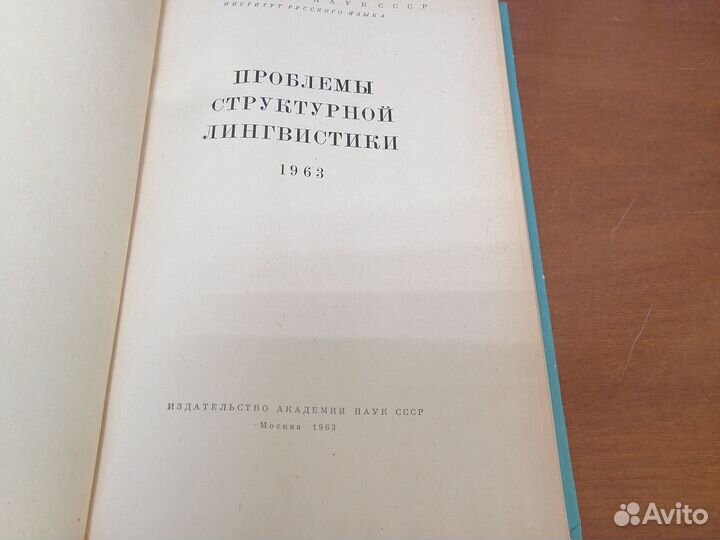 НАУК СССР
ИНСТИТУТ РУССКОГО ЯЗЫКА
ПРОБЛЕМЫ
СТРУКТУРНОЙ
ЛИНГВИСТИКИ
1963
ИЗДАТЕЛЬСТВО АКАДЕМИИ НАУК СССР
Москва 1963
Avito